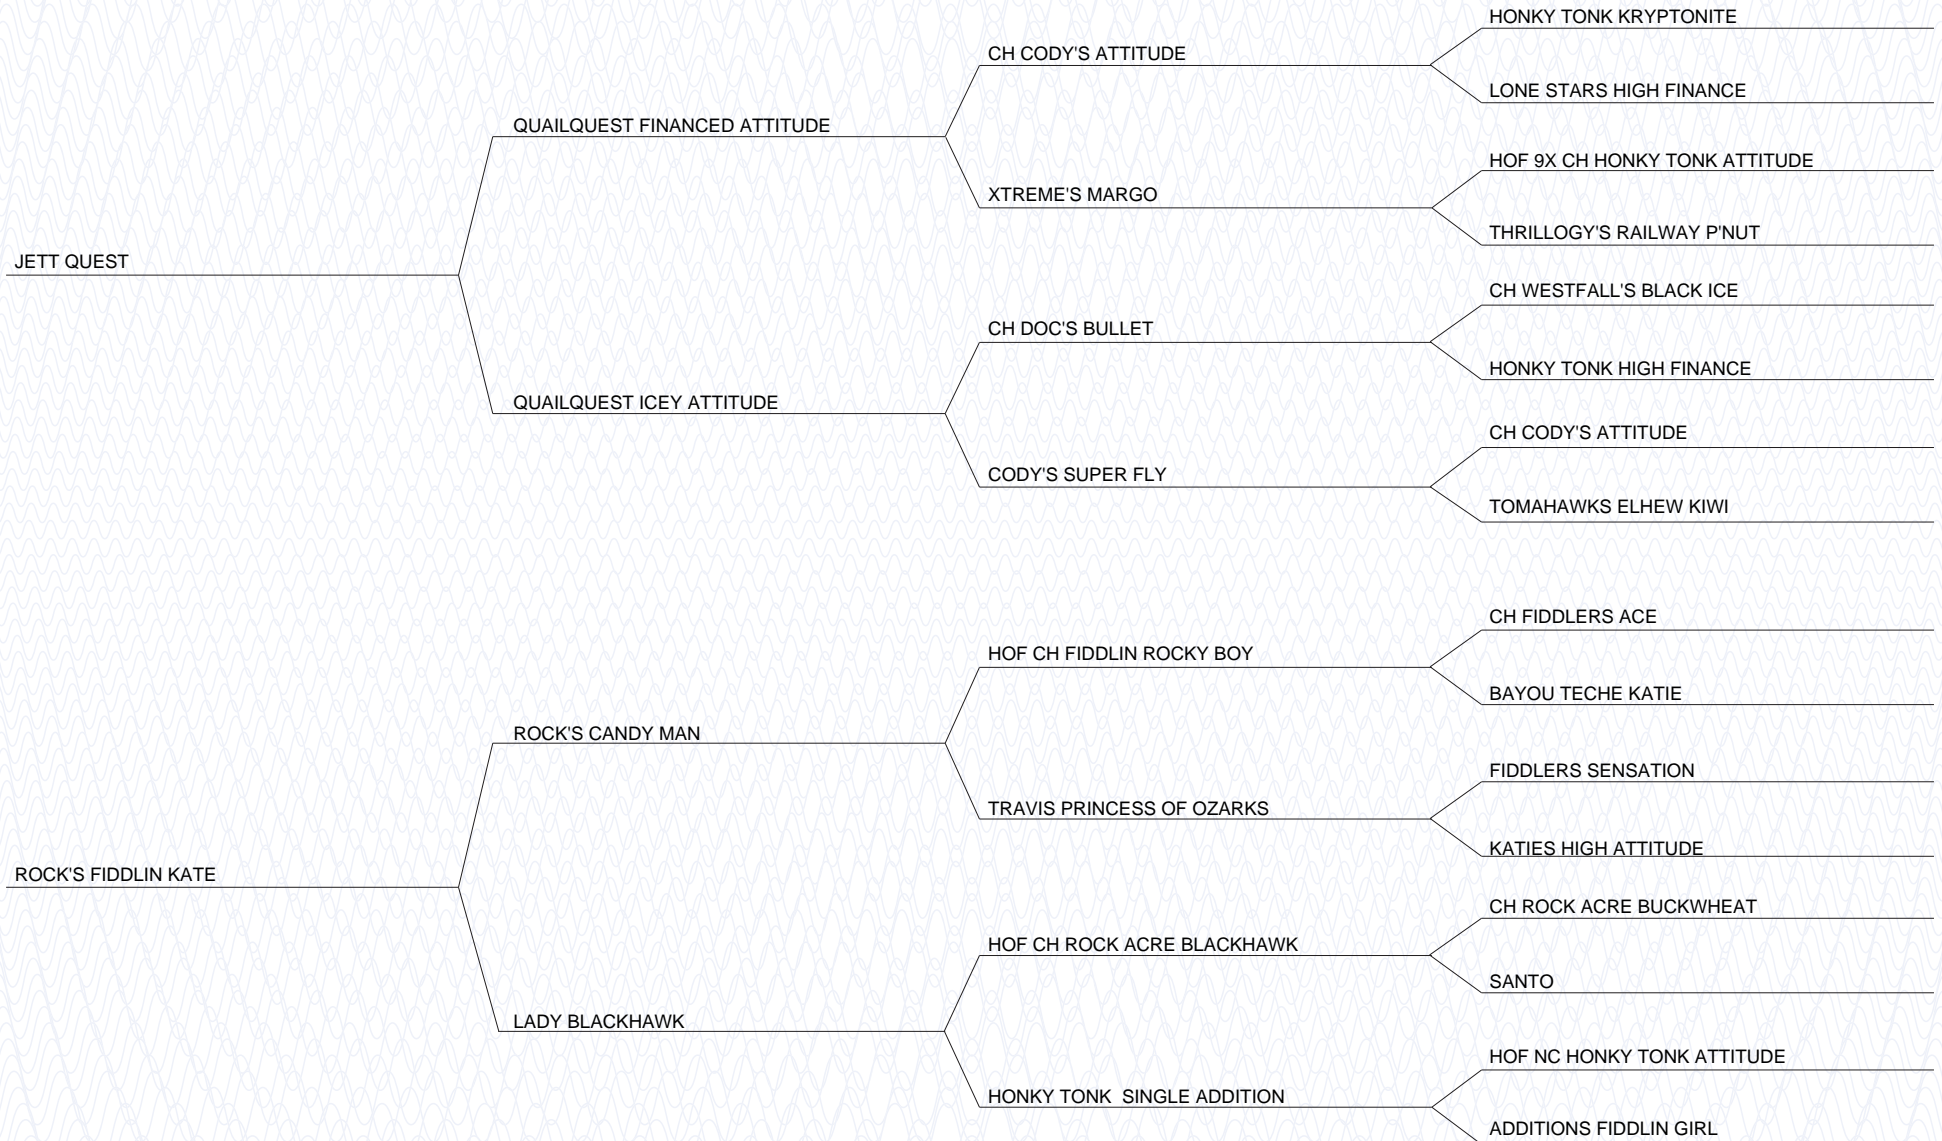 HONKY TONK KRYPTONITE
CH CODY'S ATTITUDE
LONE STARS HIGH FINANCE
QUAILQUEST FINANCED ATTITUDE
HOF 9X CH HONKY TONK ATTITUDE
XTREME'S MARGO
THRILLOGY'S RAILWAY P'NUT
JETT QUEST
CH WESTFALL'S BLACK ICE
CH DOC'S BULLET
HONKY TONK HIGH FINANCE
QUAILQUEST ICEY ATTITUDE
CH CODY'S ATTITUDE
CODY'S SUPER FLY
TOMAHAWKS ELHEW KIWI
CH FIDDLERS ACE
HOF CH FIDDLIN ROCKY BOY
BAYOU TECHE KATIE
ROCK'S CANDY MAN
FIDDLERS SENSATION
TRAVIS PRINCESS OF OZARKS
KATIES HIGH ATTITUDE
ROCK'S FIDDLIN KATE
CH ROCK ACRE BUCKWHEAT
HOF CH ROCK ACRE BLACKHAWK
SANTO
LADY BLACKHAWK
HOF NC HONKY TONK ATTITUDE
HONKY TONK  SINGLE ADDITION
ADDITIONS FIDDLIN GIRL